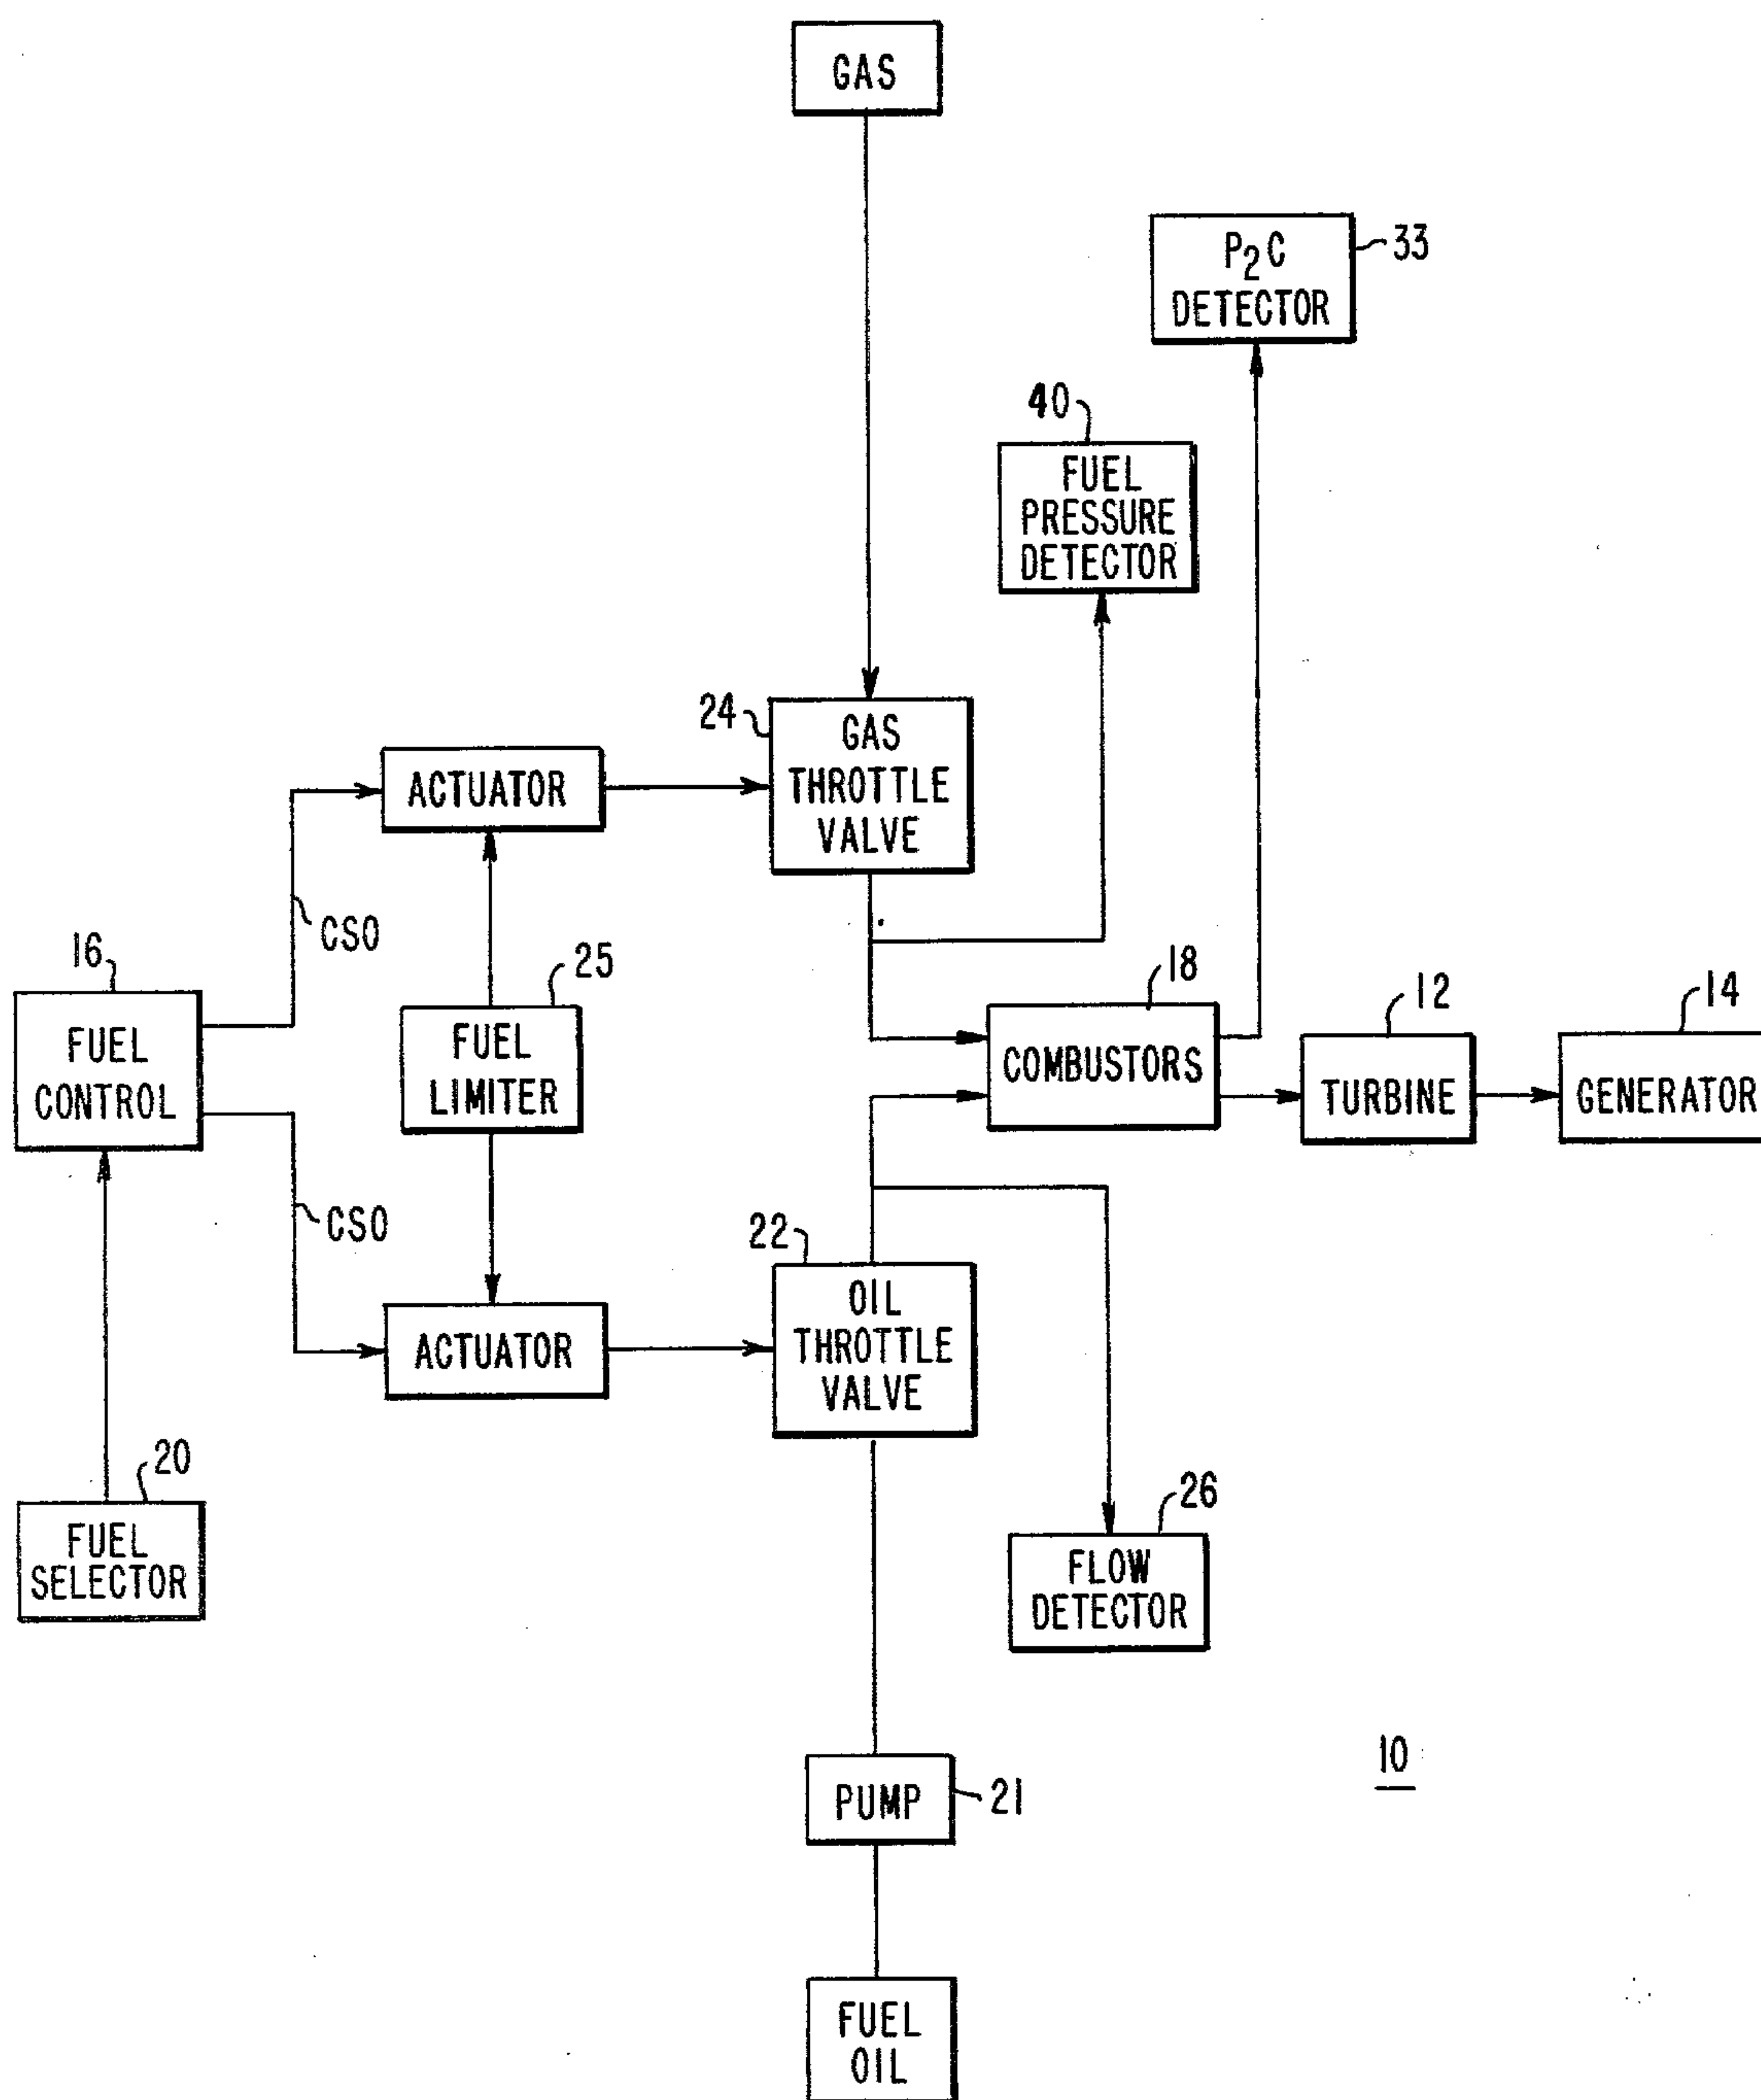 GAS
P2C
DETECTOR
33
40
FUEL
PRESSURE
DETECTOR
24
GAS
THROTTLE
VALVE
ACTUATOR
CSO
16
FUEL
CONTROL
25
FUEL
LIMITER
18
COMBUSTORS
12
TURBINE
14
GENERATOR
CSO
22
OIL
THROTTLE
VALVE
ACTUATOR
20
FUEL
SELECTOR
26
FLOW
DETECTOR
10
PUMP
21
FUEL
OIL